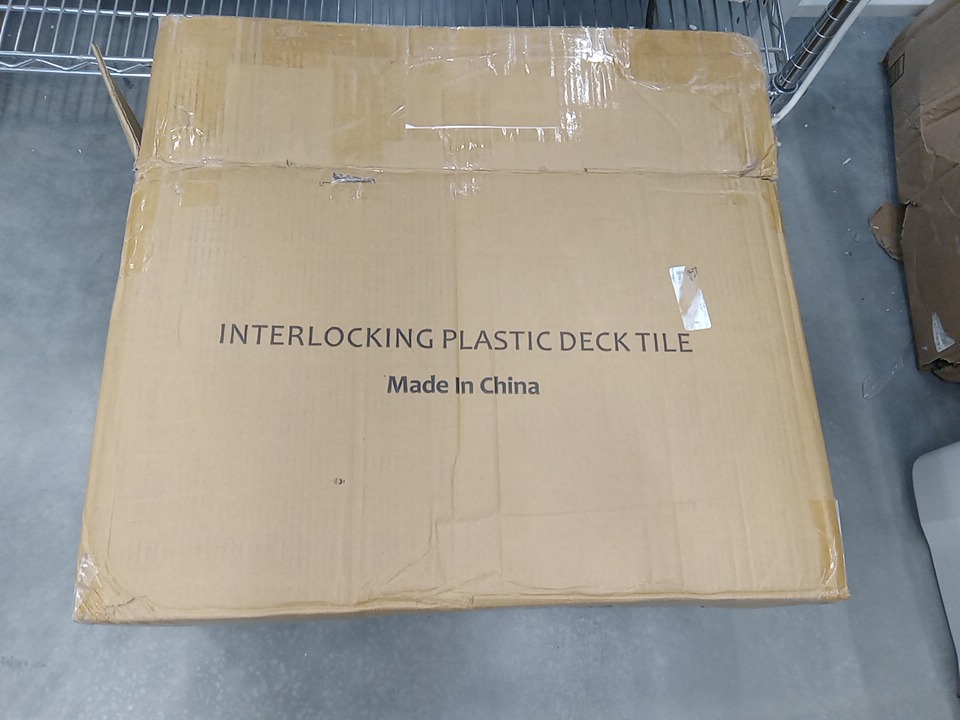 INTERLOCKING PLASTIC DECK TILE
Made In China